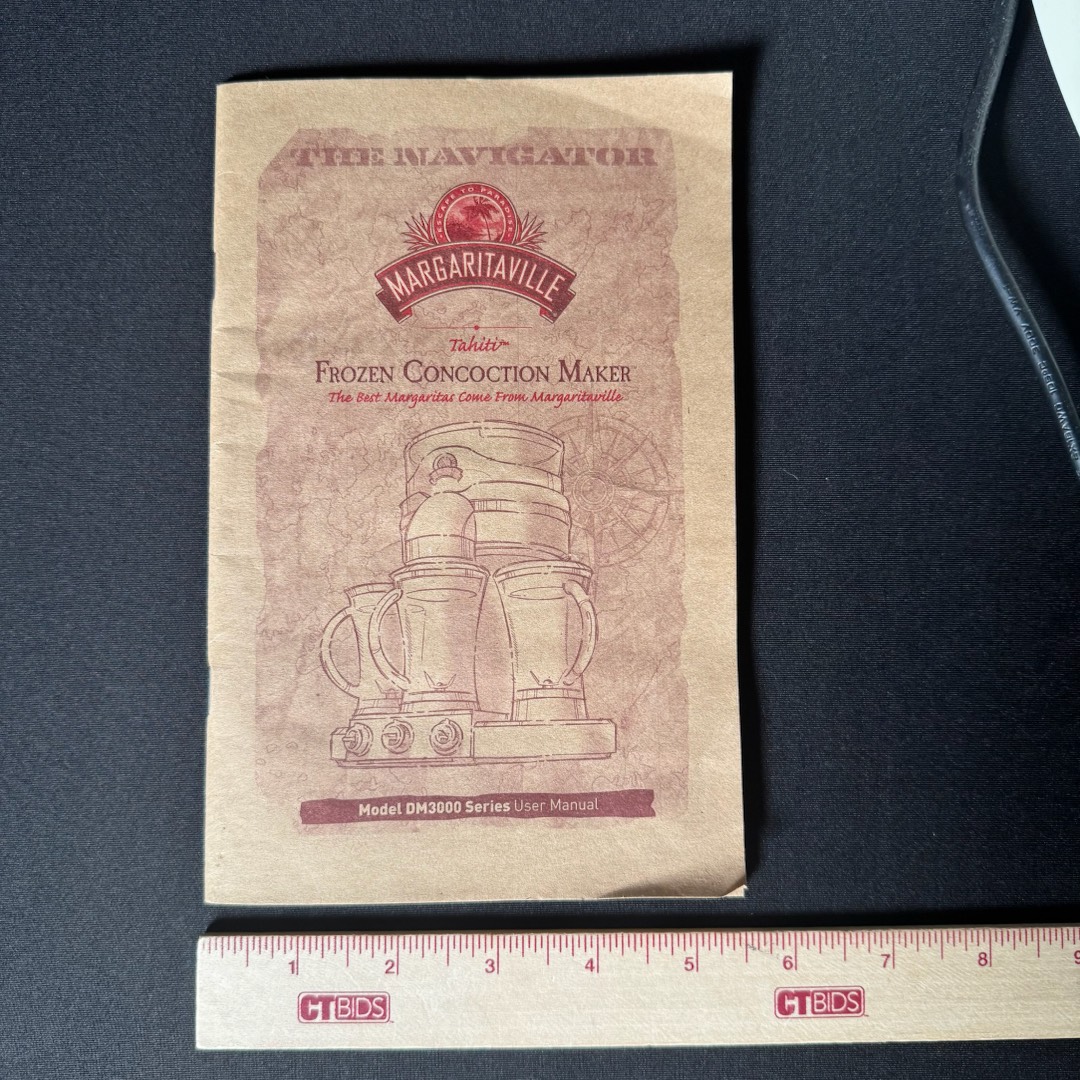 THE NAVIGATOR
ESCAPE TO PARADISE
MARGARITAVILLE
Tahiti™
FROZEN CONCOCTION MAKER
The Best Margaritas Come From Margaritaville
Model DM3000 Series User Manual
1 2 3 4 5 6 7 8 9
CTBIDS CTBIDS